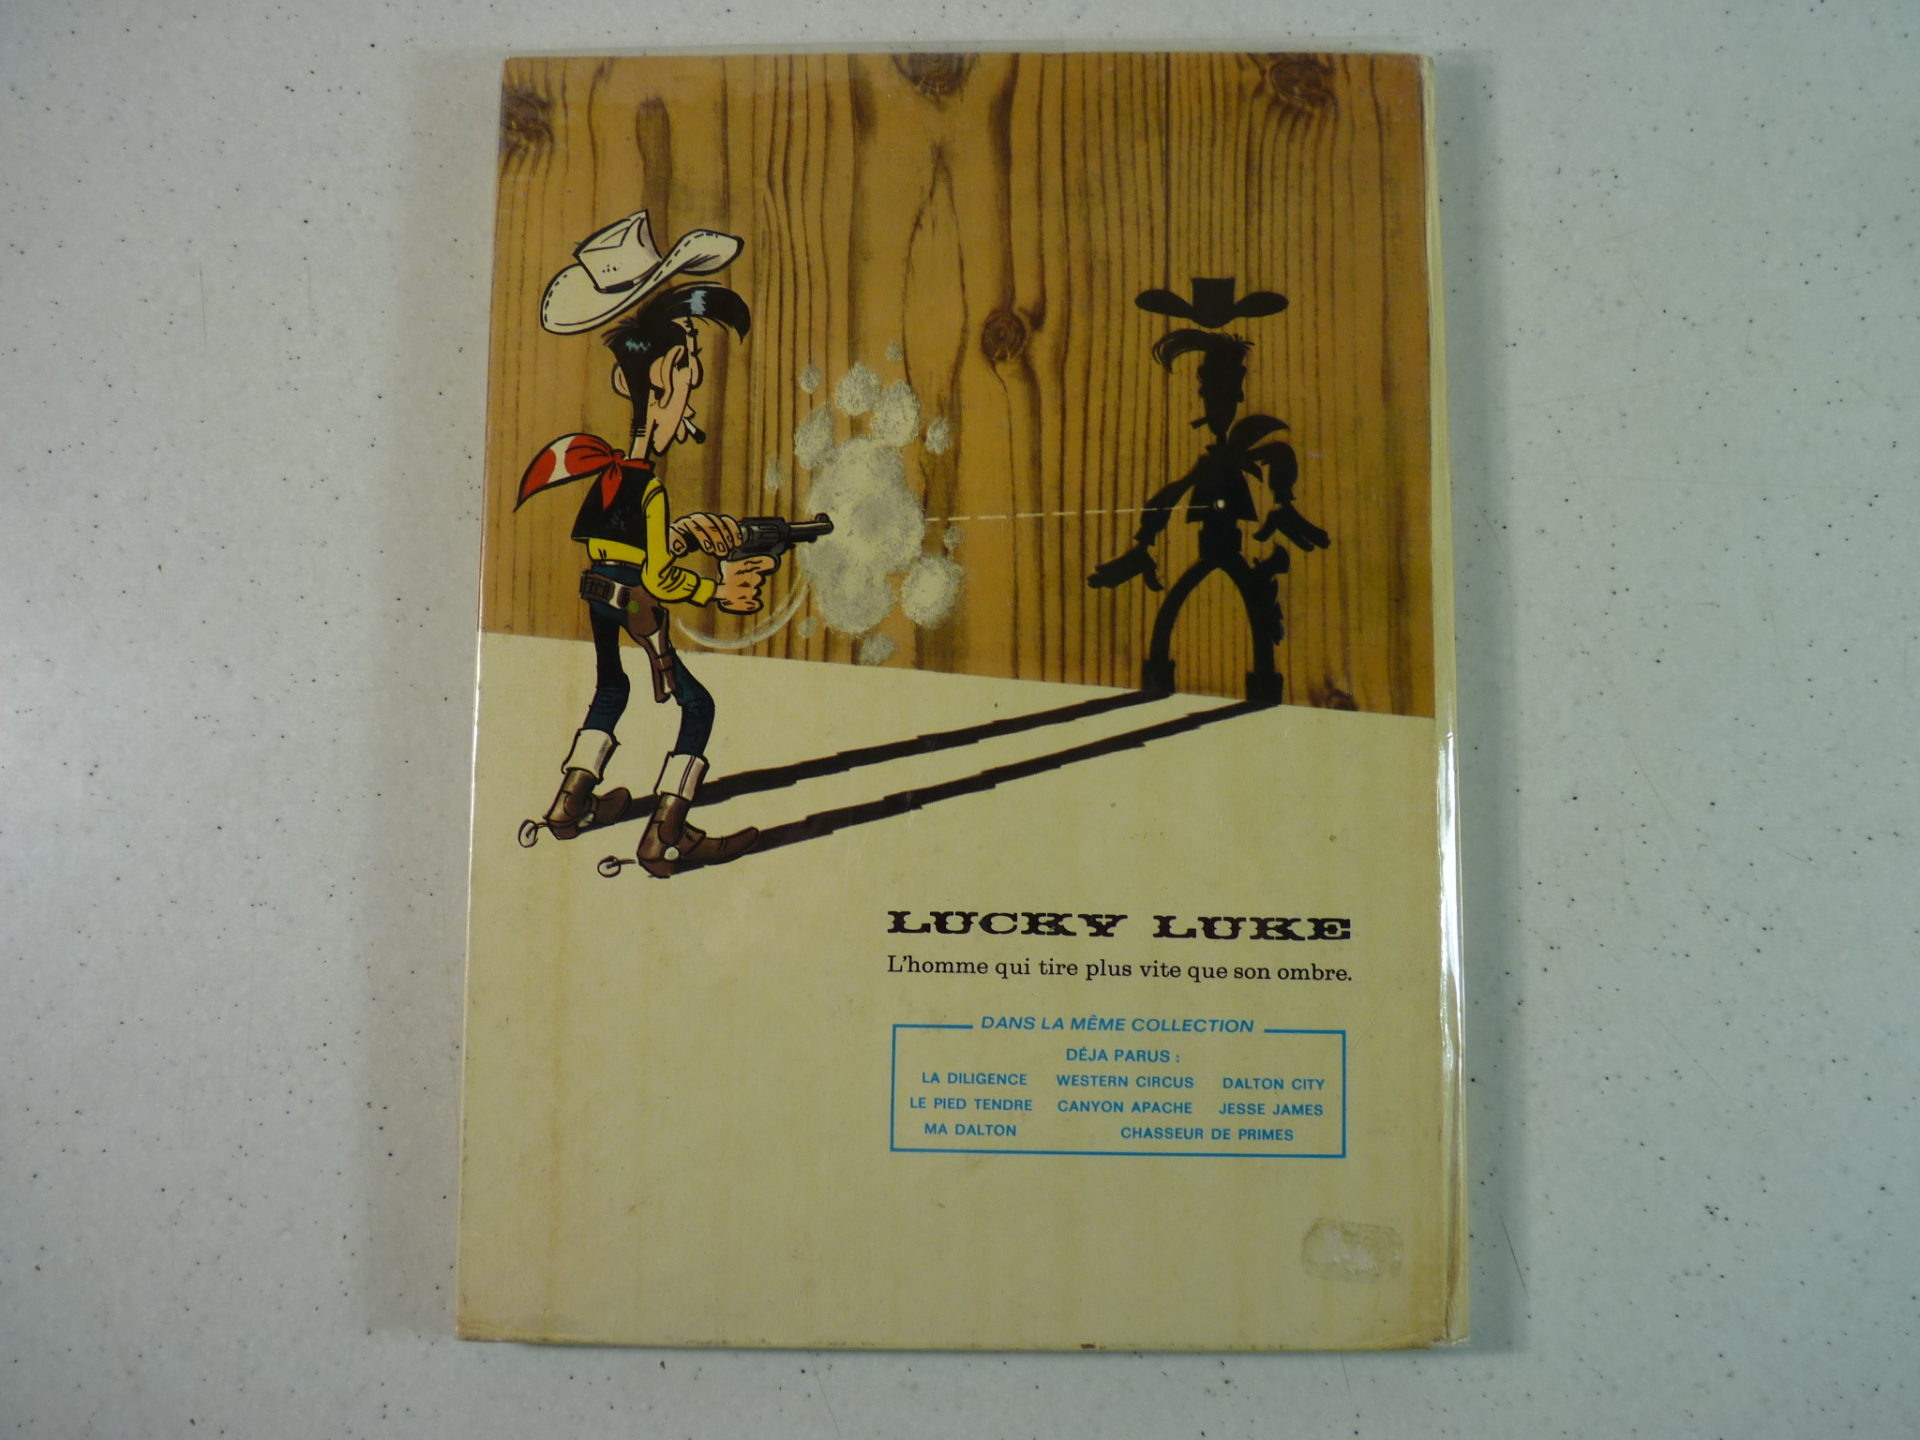 LUCKY LUKE
L'homme qui tire plus vite que son ombre.
DANS LA MÊME COLLECTION
DÉJA PARUS :
LA DILIGENCE WESTERN CIRCUS DALTON CITY
LE PIED TENDRE CANYON APACHE JESSE JAMES
MA DALTON CHASSEUR DE PRIMES